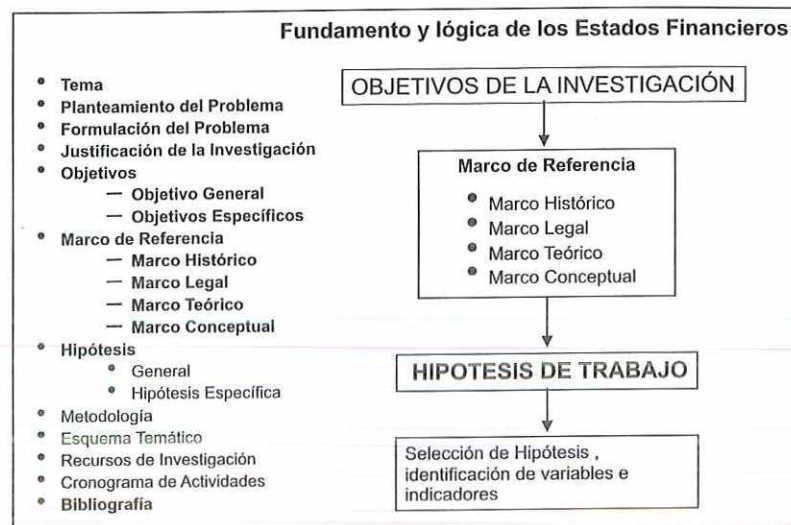 Fundamento y lógica de los Estados Financieros
• Tema
• Planteamiento del Problema
• Formulación del Problema
• Justificación de la Investigación
• Objetivos
— Objetivo General
— Objetivos Específicos
• Marco de Referencia
— Marco Histórico
— Marco Legal
— Marco Teórico
— Marco Conceptual
• Hipótesis
• General
• Hipótesis Específica
• Metodología
• Esquema Temático
• Recursos de Investigación
• Cronograma de Actividades
• Bibliografía
OBJETIVOS DE LA INVESTIGACIÓN
Marco de Referencia
• Marco Histórico
• Marco Legal
• Marco Teórico
• Marco Conceptual
HIPOTESIS DE TRABAJO
Selección de Hipótesis ,
identificación de variables e
indicadores